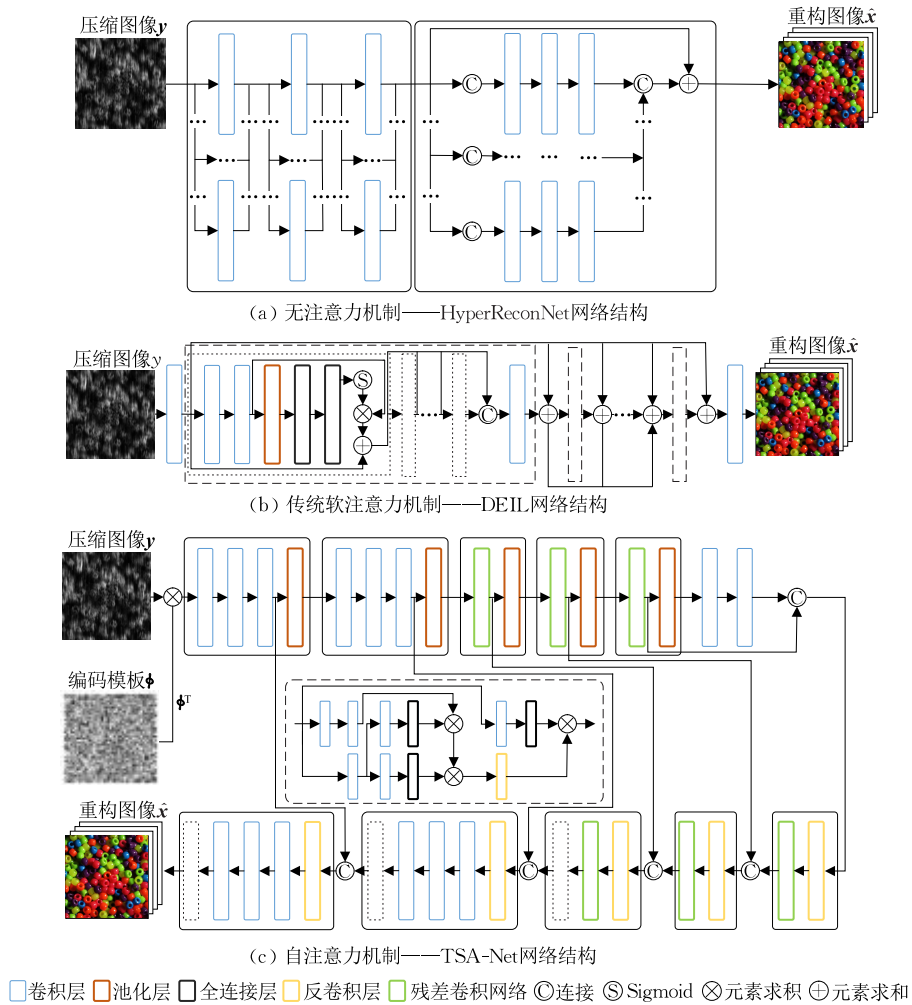 压缩图像y
重构图像x̂
C
C
+
C
C
(a) 无注意力机制——HyperReconNet网络结构
压缩图像y
重构图像x̂
S
C
(b) 传统软注意力机制——DEIL网络结构
压缩图像y
C
编码模板ϕ
ϕᵀ
重构图像x̂
C
C
C
C
(c) 自注意力机制——TSA-Net网络结构
卷积层 池化层 全连接层 反卷积层 残差卷积网络 Ⓒ连接 ⓈSigmoid ⊗元素求积 ⊕元素求和